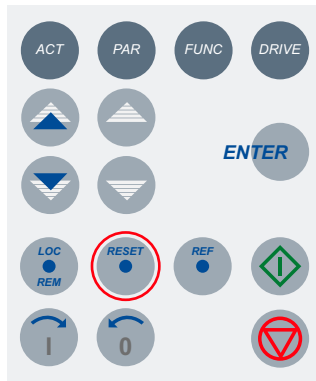 ACT PAR FUNC DRIVE
ENTER
LOC RESET REF
REM
I
I 0